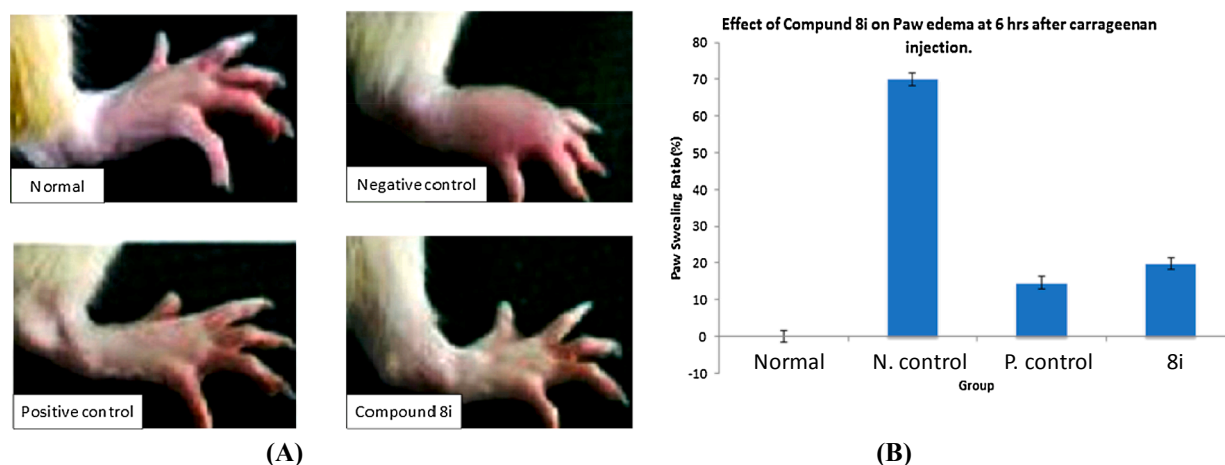 Normal
Negative control
Positive control
Compound 8i
(A)
Effect of Compund 8i on Paw edema at 6 hrs after carrageenan
injection.
Paw Swealing Ratio(%)
80
70
60
50
40
30
20
10
0
-10
Normal N. control P. control 8i
Group
(B)